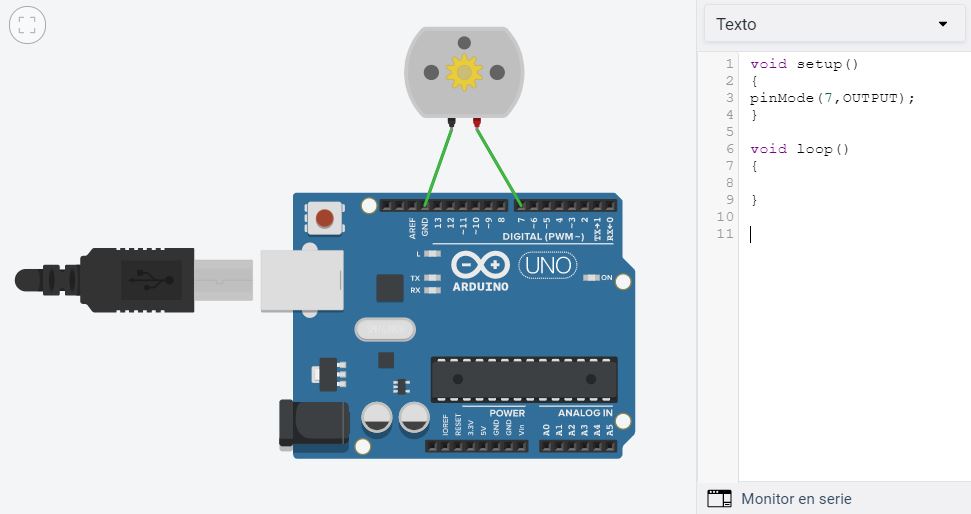 Texto
1 void setup()
2 {
3 pinMode(7,OUTPUT);
4 }
5
6 void loop()
7 {
8
9 }
10
11
AREF
GND
13
12
~11
~10
~9
8
7
~6
~5
4
~3
2
TX→1
RX←0
DIGITAL (PWM~)
L
TX
RX
ARDUINO
UNO
ON
POWER
ANALOG IN
IOREF
RESET
3.3V
5V
GND
GND
Vin
A0
A1
A2
A3
A4
A5
Monitor en serie